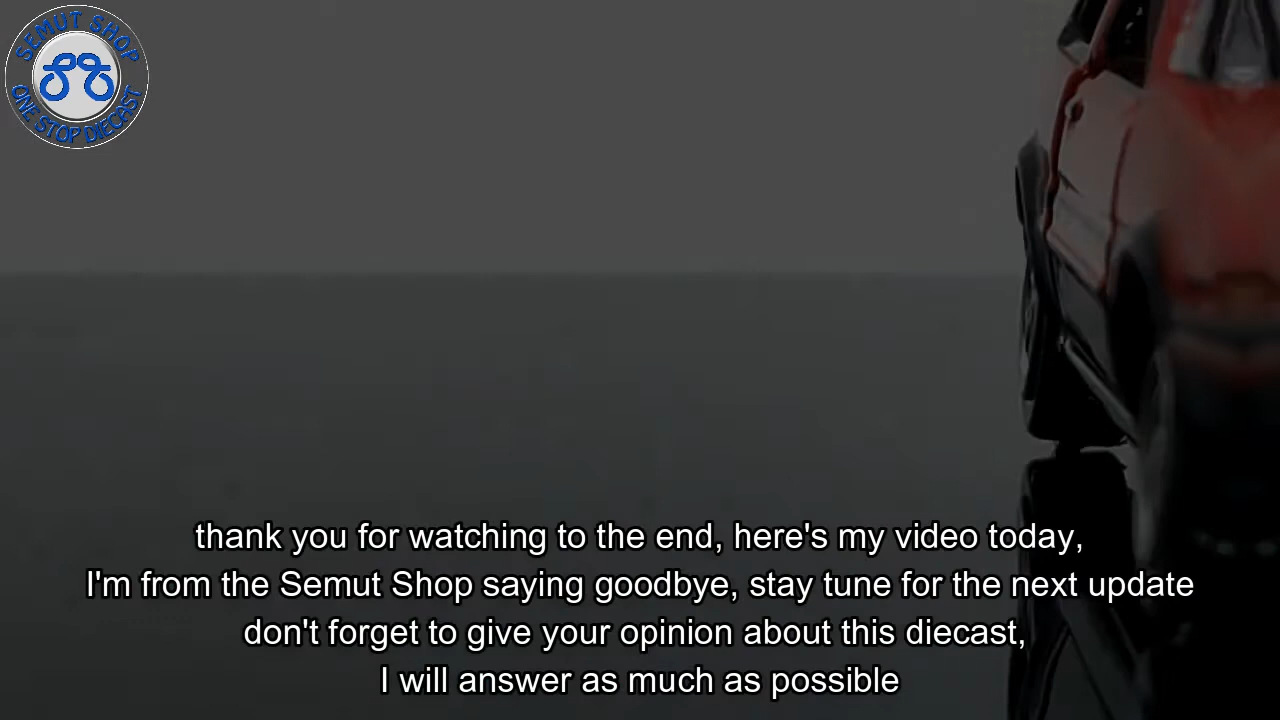 SEMUT SHOP
ONE STOP DIECAST
thank you for watching to the end, here's my video today,
I'm from the Semut Shop saying goodbye, stay tune for the next update
don't forget to give your opinion about this diecast,
I will answer as much as possible